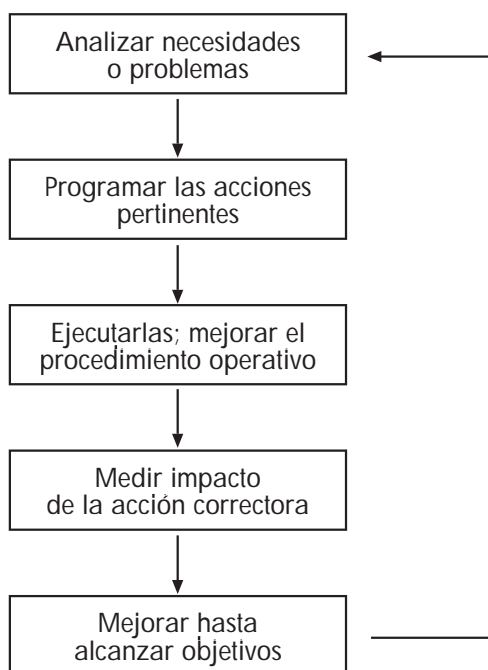 Analizar necesidades
o problemas
Programar las acciones
pertinentes
Ejecutarlas; mejorar el
procedimiento operativo
Medir impacto
de la acción correctora
Mejorar hasta
alcanzar objetivos